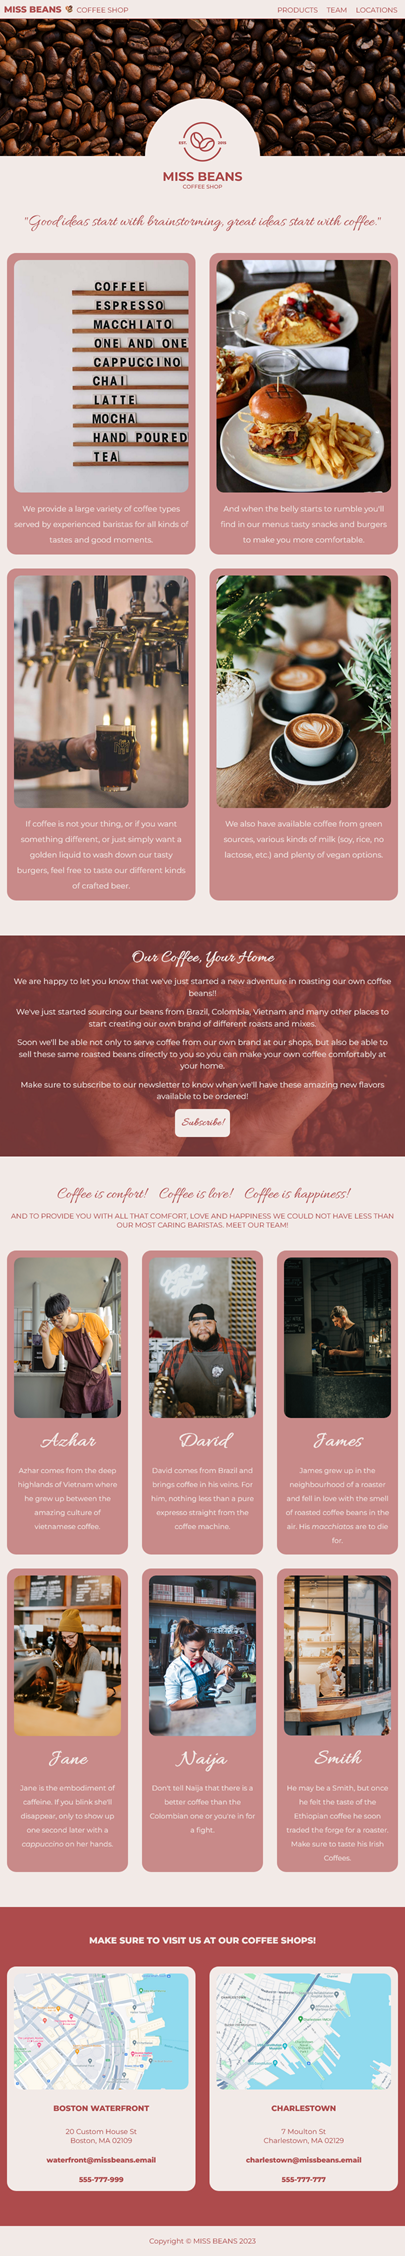 MISS BEANS COFFEE SHOP PRODUCTS TEAM LOCATIONS
EST. 2015
MISS BEANS
COFFEE SHOP
"Good ideas start with brainstorming, great ideas start with coffee."
COFFEE
ESPRESSO
MACCHIATO
ONE AND ONE
CAPPUCCINO
CHAI
LATTE
MOCHA
HAND POURED
TEA
We provide a large variety of coffee types
served by experienced baristas for all kinds of
tastes and good moments.
And when the belly starts to rumble you'll
find in our menus tasty snacks and burgers
to make you more comfortable.
If coffee is not your thing, or if you want
something different, or just simply want a
golden liquid to wash down our tasty
burgers, feel free to taste our different kinds
of crafted beer.
We also have available coffee from green
sources, various kinds of milk (soy, rice, no
lactose, etc.) and plenty of vegan options.
Our Coffee, Your Home
We are happy to let you know that we've just started a new adventure in roasting our own coffee
beans!!
We've just started sourcing our beans from Brazil, Colombia, Vietnam and many other places to
start creating our own brand of different roasts and mixes.
Soon we'll be able not only to serve coffee from our own brand at our shops, but also be able to
sell these same roasted beans directly to you so you can make your own coffee comfortably at
your home.
Make sure to subscribe to our newsletter to know when we'll have these amazing new flavors
available to be ordered!
Subscribe!
Coffee is confort! Coffee is love! Coffee is happiness!
AND TO PROVIDE YOU WITH ALL THAT COMFORT, LOVE AND HAPPINESS WE COULD NOT HAVE LESS THAN
OUR MOST CARING BARISTAS. MEET OUR TEAM!
Azhar
Azhar comes from the deep
highlands of Vietnam where
he grew up between the
amazing culture of
vietnamese coffee.
David
David comes from Brazil and
brings coffee in his veins. For
him, nothing less than a pure
expresso straight from the
coffee machine.
James
James grew up in the
neighbourhood of a roaster
and fell in love with the smell
of roasted coffee beans in the
air. His macchiatos are to die
for.
Jane
Jane is the embodiment of
caffeine. If you blink she'll
disappear, only to show up
one second later with a
cappuccino on her hands.
Naija
Don't tell Naija that there is a
better coffee than the
Colombian one or you're in for
a fight.
Smith
He may be a Smith, but once
he felt the taste of the
Ethiopian coffee he soon
traded the forge for a roaster.
Make sure to taste his Irish
Coffees.
MAKE SURE TO VISIT US AT OUR COFFEE SHOPS!
BOSTON WATERFRONT
20 Custom House St
Boston, MA 02109
waterfront@missbeans.email
555-777-999
CHARLESTOWN
7 Moulton St
Charlestown, MA 02129
charlestown@missbeans.email
555-777-777
Copyright © MISS BEANS 2023